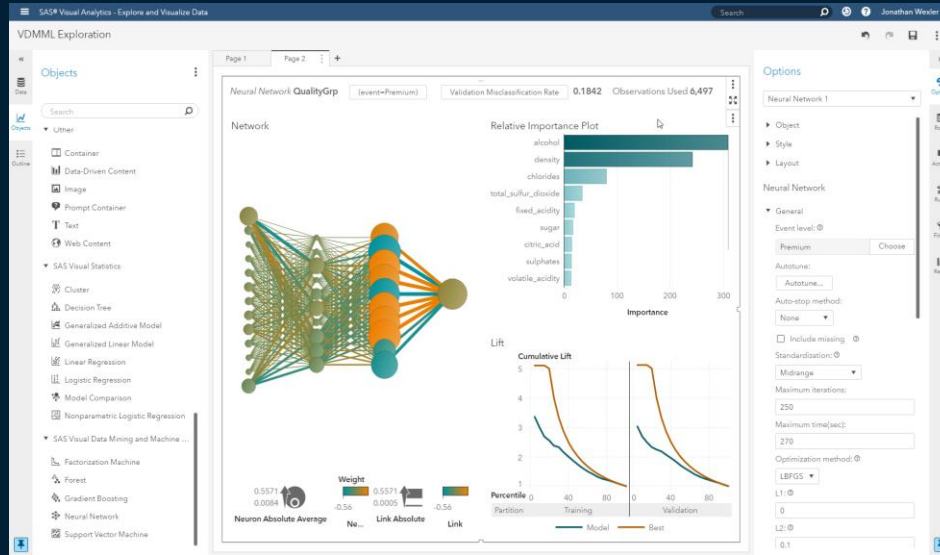 SAS® Visual Analytics - Explore and Visualize Data
Search
Jonathan Wexler
VDMML Exploration
Page 1
Page 2
Data
Objects
Outline
Objects
Search
Other
Container
Data-Driven Content
Image
Prompt Container
Text
Web Content
SAS Visual Statistics
Cluster
Decision Tree
Generalized Additive Model
Generalized Linear Model
Linear Regression
Logistic Regression
Model Comparison
Nonparametric Logistic Regression
SAS Visual Data Mining and Machine ...
Factorization Machine
Forest
Gradient Boosting
Neural Network
Support Vector Machine
Neural Network QualityGrp (event=Premium) Validation Misclassification Rate 0.1842 Observations Used 6,497
Network
Relative Importance Plot
alcohol
density
chlorides
total_sulfur_dioxide
fixed_acidity
sugar
citric_acid
sulphates
volatile_acidity
0 100 200 300
Importance
Lift
Cumulative Lift
5
4
3
2
1
Percentile 0 40 80 0 40 80
Partition Training Validation
Model Best
Weight
0.5571
0.0084
-0.56
0.5571
0.0005
-0.56
Neuron Absolute Average
Ne...
Link Absolute
Link
Options
Neural Network 1
Object
Style
Layout
Neural Network
General
Event level:
Premium
Choose
Autotune:
Autotune...
Auto-stop method:
None
Include missing
Standardization:
Midrange
Maximum iterations:
250
Maximum time(sec):
270
Optimization method:
LBFGS
L1:
0
L2:
0.1